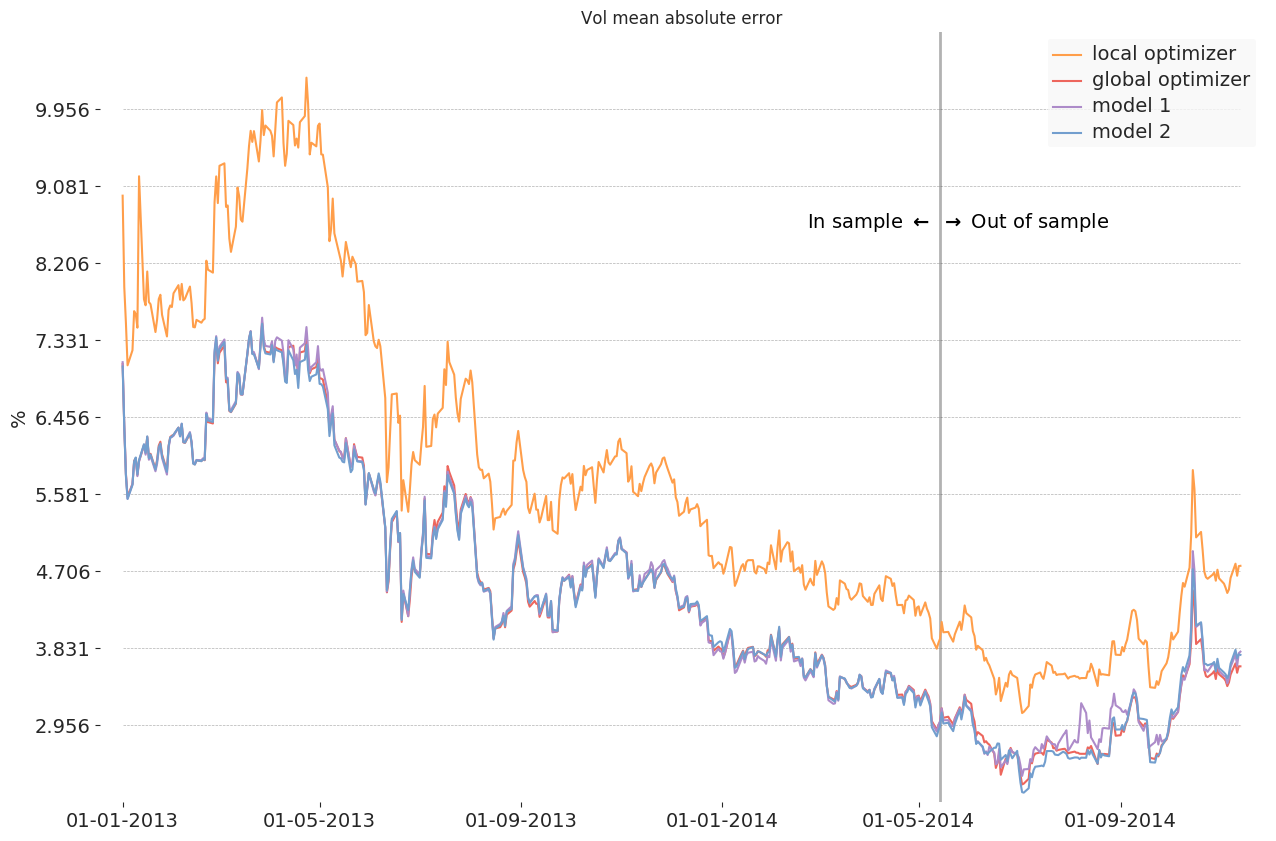 Vol mean absolute error
local optimizer
global optimizer
model 1
model 2
9.956
9.081
8.206
7.331
6.456
5.581
4.706
3.831
2.956
%
In sample ← → Out of sample
01-01-2013 01-05-2013 01-09-2013 01-01-2014 01-05-2014 01-09-2014